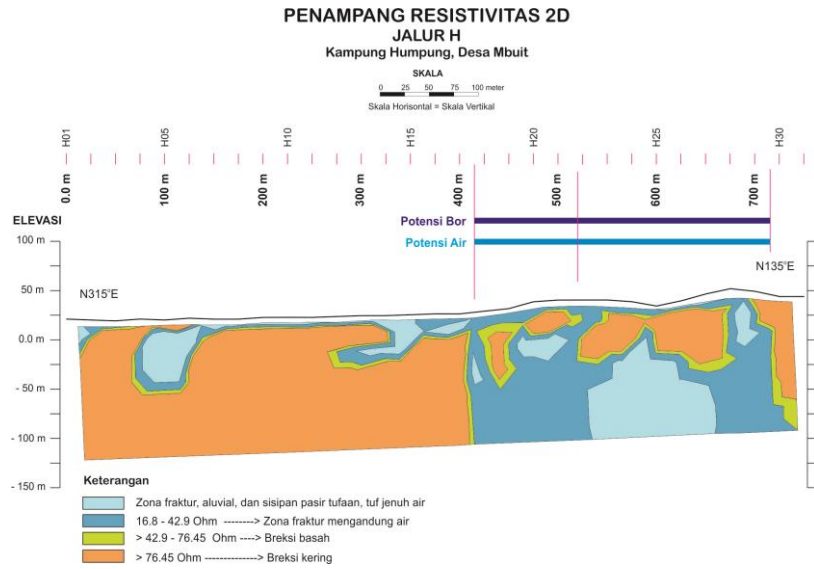 PENAMPANG RESISTIVITAS 2D
JALUR H
Kampung Humpung, Desa Mbuit
SKALA
0 25 50 75 100 meter
Skala Horisontal = Skala Vertikal
H01 H05 H10 H15 H20 H25 H30
0.0 m 100 m 200 m 300 m 400 m 500 m 600 m 700 m
ELEVASI
Potensi Bor
Potensi Air
100 m
50 m
0.0 m
- 50 m
- 100 m
- 150 m
N315°E
N135°E
Keterangan
Zona fraktur, aluvial, dan sisipan pasir tufaan, tuf jenuh air
16.8 - 42.9 Ohm --------> Zona fraktur mengandung air
> 42.9 - 76.45 Ohm ----> Breksi basah
> 76.45 Ohm --------------> Breksi kering